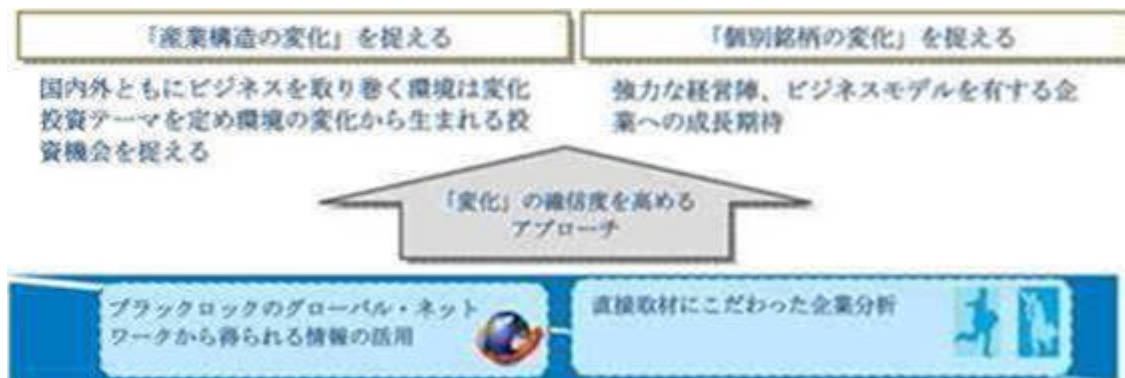 「産業構造の変化」を捉える
「個別銘柄の変化」を捉える
国内外ともにビジネスを取り巻く環境は変化
投資テーマを定め環境の変化から生まれる投
資機会を捉える
強力な経営陣、ビジネスモデルを有する企
業への成長期待
「変化」の確信度を高める
アプローチ
ブラックロックのグローバル・ネット
ワークから得られる情報の活用
直接取材にこだわった企業分析